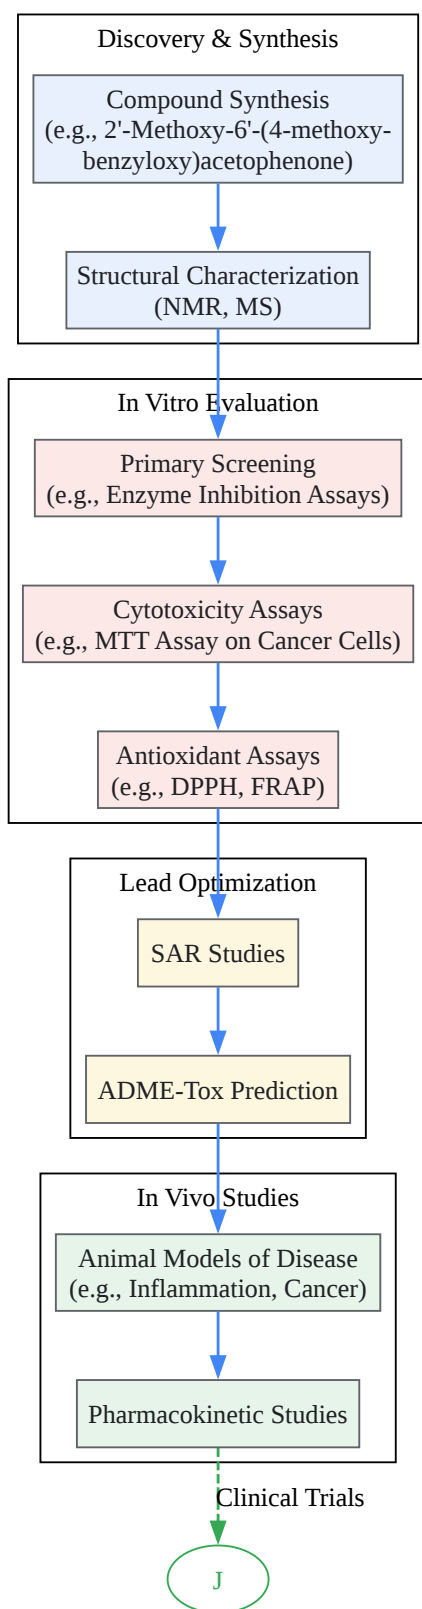 Discovery & Synthesis
Compound Synthesis
(e.g., 2'-Methoxy-6'-(4-methoxy-
benzyloxy)acetophenone)
Structural Characterization
(NMR, MS)
In Vitro Evaluation
Primary Screening
(e.g., Enzyme Inhibition Assays)
Cytotoxicity Assays
(e.g., MTT Assay on Cancer Cells)
Antioxidant Assays
(e.g., DPPH, FRAP)
Lead Optimization
SAR Studies
ADME-Tox Prediction
In Vivo Studies
Animal Models of Disease
(e.g., Inflammation, Cancer)
Pharmacokinetic Studies
Clinical Trials
J